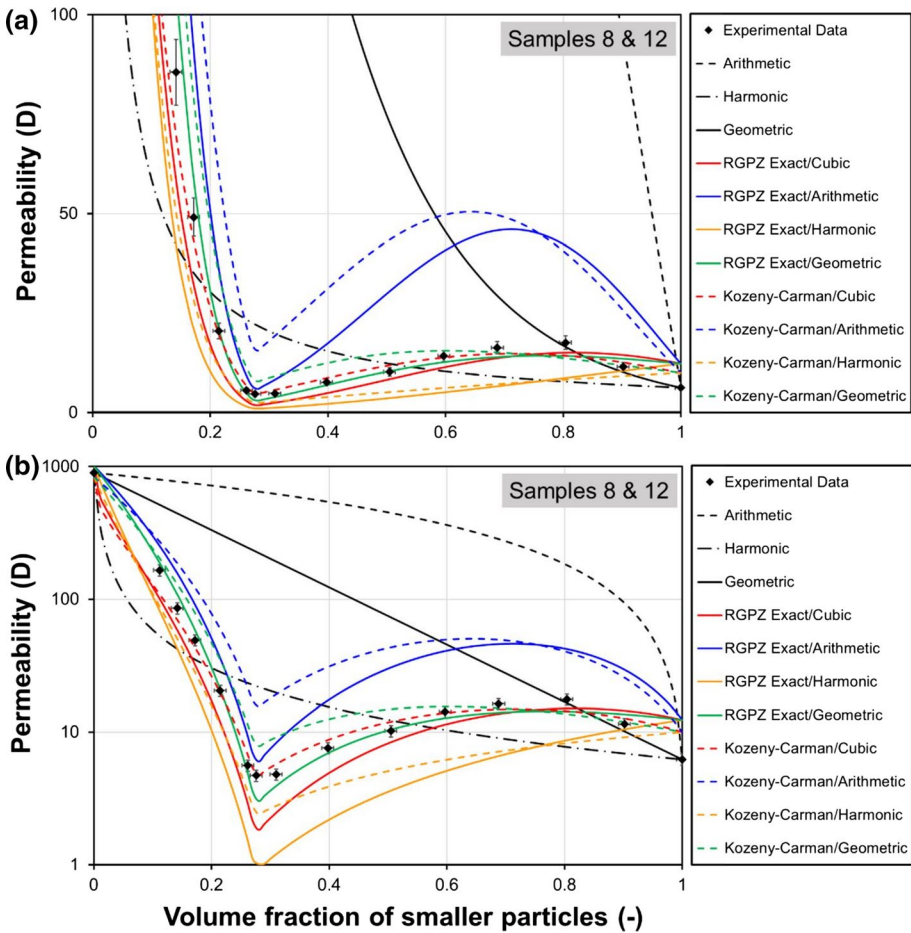 (a)
100
50
0
Permeability (D)
Samples 8 & 12
0 0.2 0.4 0.6 0.8 1
Experimental Data
Arithmetic
Harmonic
Geometric
RGPZ Exact/Cubic
RGPZ Exact/Arithmetic
RGPZ Exact/Harmonic
RGPZ Exact/Geometric
Kozeny-Carman/Cubic
Kozeny-Carman/Arithmetic
Kozeny-Carman/Harmonic
Kozeny-Carman/Geometric
(b)
1000
100
10
1
Permeability (D)
Samples 8 & 12
0 0.2 0.4 0.6 0.8 1
Volume fraction of smaller particles (-)
Experimental Data
Arithmetic
Harmonic
Geometric
RGPZ Exact/Cubic
RGPZ Exact/Arithmetic
RGPZ Exact/Harmonic
RGPZ Exact/Geometric
Kozeny-Carman/Cubic
Kozeny-Carman/Arithmetic
Kozeny-Carman/Harmonic
Kozeny-Carman/Geometric